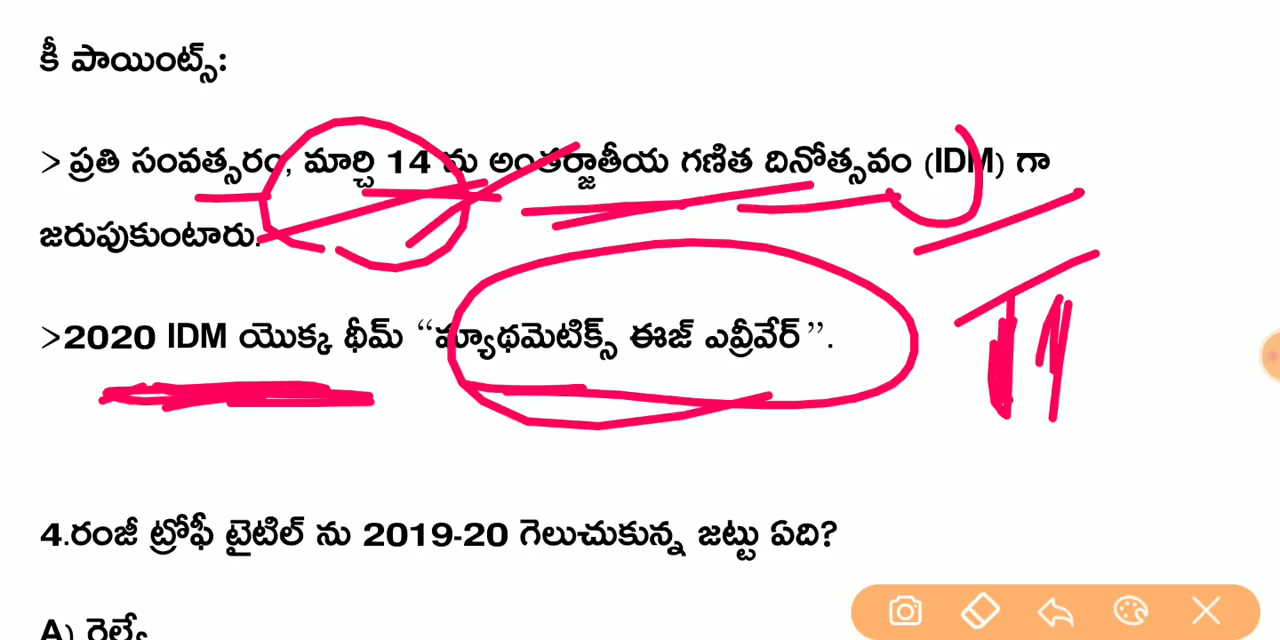 కీ పాయింట్స్:
> ప్రతి సంవత్సరం, మార్చి 14 ను అంతర్జాతీయ గణిత దినోత్సవం (IDM) గా
జరుపుకుంటారు.
>2020 IDM యొక్క థీమ్ “మ్యాథమెటిక్స్ ఈజ్ ఎవ్రీవేర్”.
4.రంజీ ట్రోఫీ టైటిల్ ను 2019-20 గెలుచుకున్న జట్టు ఏది?
A) రైల్వే